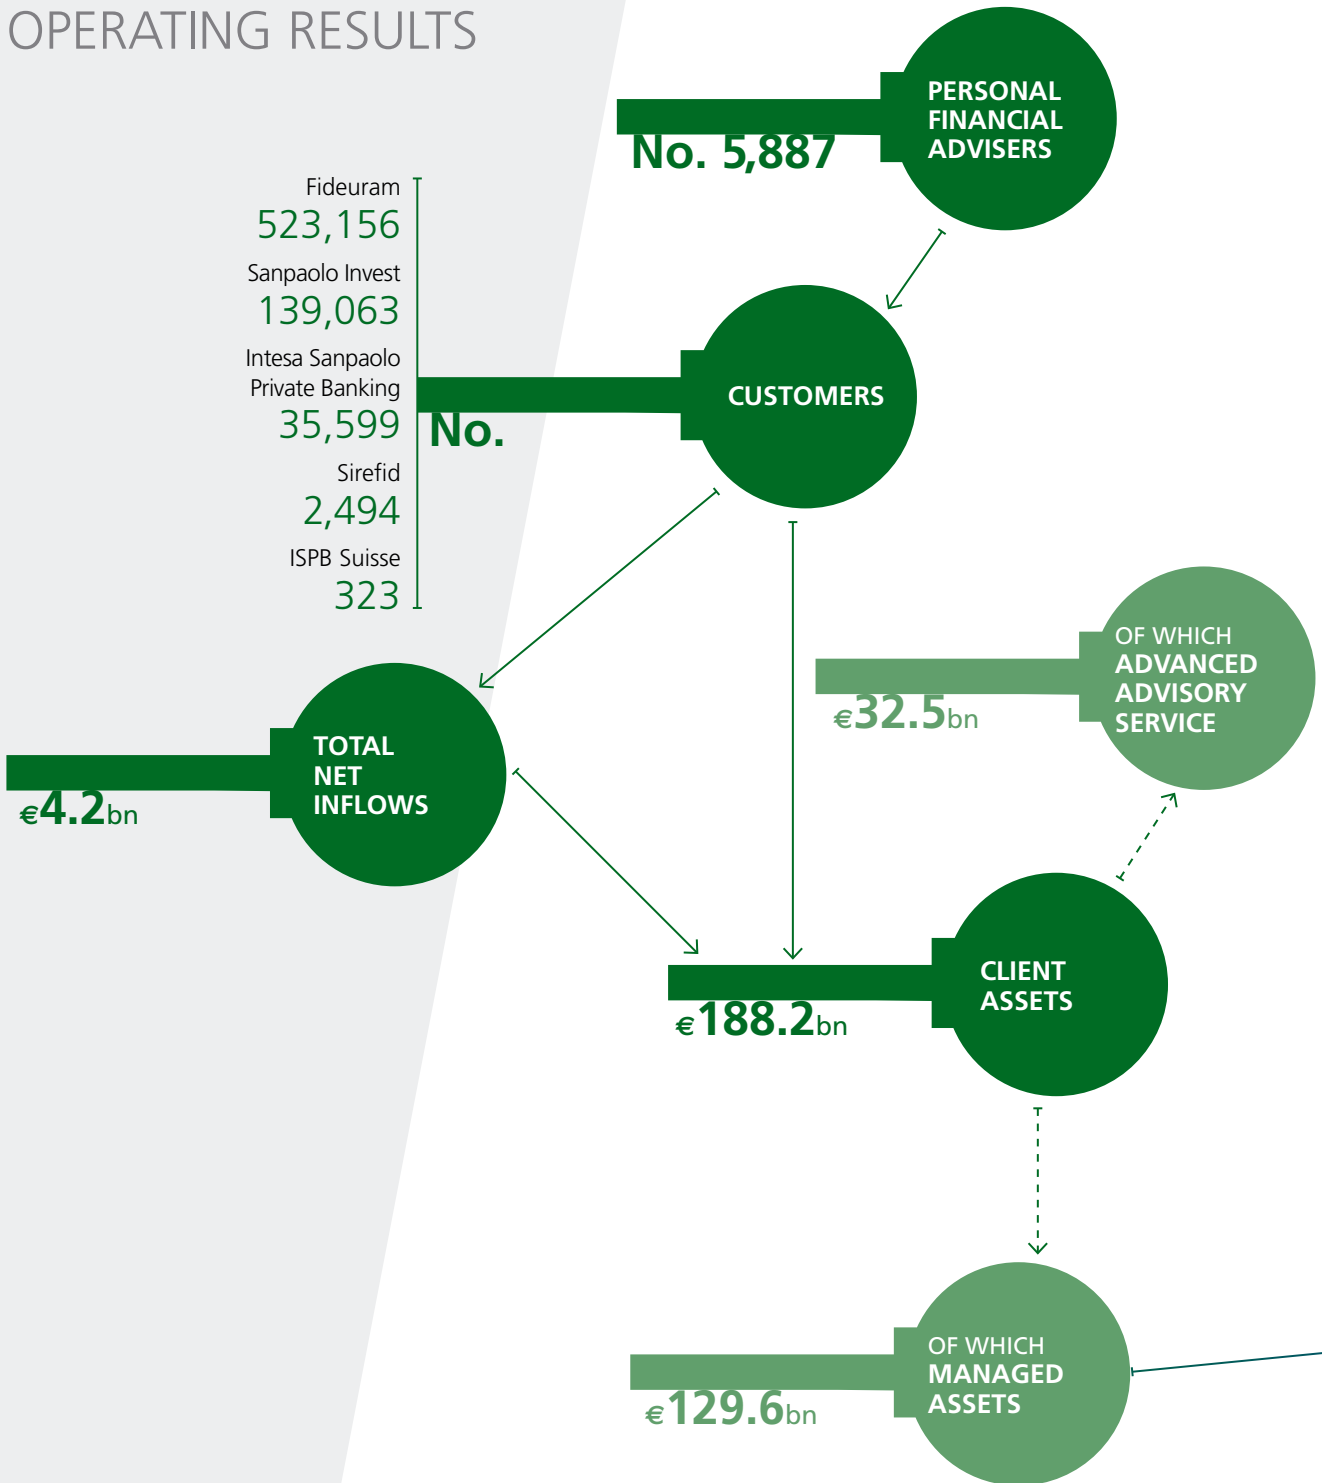 OPERATING RESULTS
PERSONAL
FINANCIAL
ADVISERS
No. 5,887
Fideuram
523,156
Sanpaolo Invest
139,063
Intesa Sanpaolo
Private Banking
35,599
Sirefid
2,494
ISPB Suisse
323
No.
CUSTOMERS
OF WHICH
ADVANCED
ADVISORY
SERVICE
€32.5bn
TOTAL
NET
INFLOWS
€4.2bn
CLIENT
ASSETS
€188.2bn
OF WHICH
MANAGED
ASSETS
€129.6bn